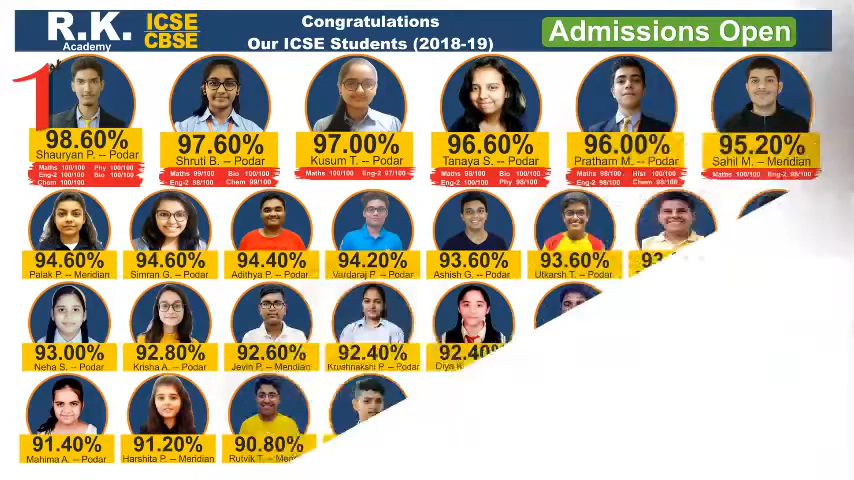 R.K.
Academy
ICSE
CBSE
Congratulations
Our ICSE Students (2018-19)
Admissions Open
1st
98.60%
Shauryan P. -- Podar
Maths 100/100 Phy 100/100
Eng-2 100/100 Bio 100/100
Chem 100/100
97.60%
Shruti B. -- Podar
Maths 99/100 Bio 100/100
Eng-2 98/100 Chem 99/100
97.00%
Kusum T. -- Podar
Maths 100/100 Eng-2 97/100
96.60%
Tanaya S. -- Podar
Maths 99/100 Bio 100/100
Eng-2 100/100 Phy 98/100
96.00%
Pratham M. -- Podar
Maths 98/100 Hist 100/100
Eng-2 98/100 Chem 98/100
95.20%
Sahil M. -- Meridian
Maths 100/100 Eng-2 98/100
94.60%
Palak P. -- Meridian
94.60%
Simran G. -- Podar
94.40%
Adithya P. -- Podar
94.20%
Vardaraj P. -- Podar
93.60%
Ashish G. -- Podar
93.60%
Utkarsh T. -- Podar
93.00%
Neha S. -- Podar
92.80%
Krisha A. -- Podar
92.60%
Jevin P. -- Meridian
92.40%
Krushnakshi P. -- Podar
92.40%
Diya
91.40%
Mahima A. -- Podar
91.20%
Harshita P. -- Meridian
90.80%
Rutvik T. --